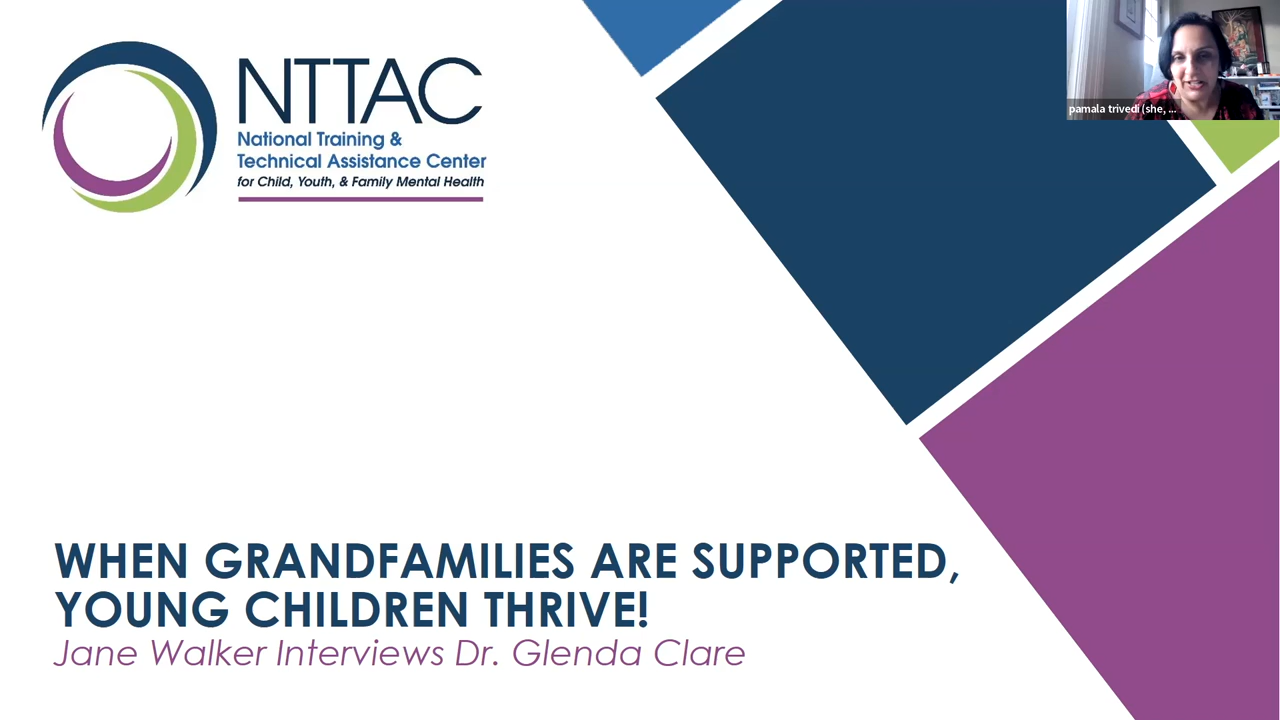 NTTAC
National Training &
Technical Assistance Center
for Child, Youth, & Family Mental Health
pamala trivedi (she, ...
WHEN GRANDFAMILIES ARE SUPPORTED,
YOUNG CHILDREN THRIVE!
Jane Walker Interviews Dr. Glenda Clare